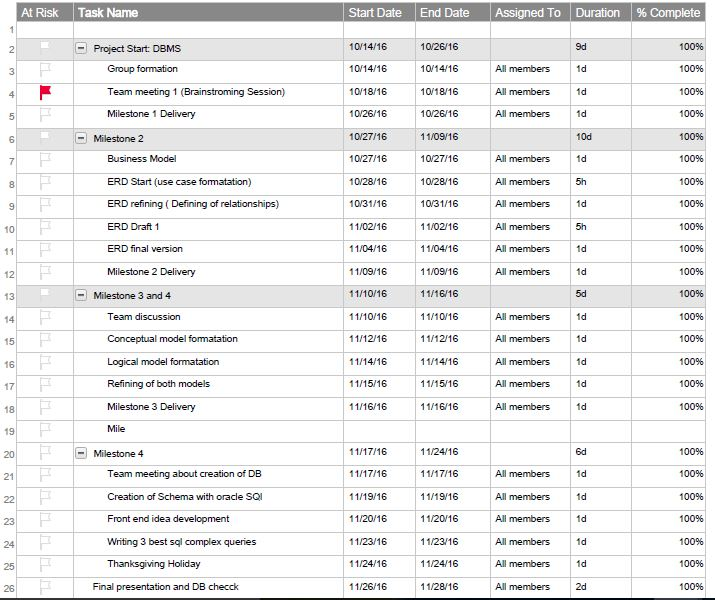 At Risk Task Name Start Date End Date Assigned To Duration % Complete
1
2 Project Start: DBMS 10/14/16 10/26/16 9d 100%
3 Group formation 10/14/16 10/14/16 All members 1d 100%
4 Team meeting 1 (Brainstroming Session) 10/18/16 10/18/16 All members 1d 100%
5 Milestone 1 Delivery 10/26/16 10/26/16 All members 1d 100%
6 Milestone 2 10/27/16 11/09/16 10d 100%
7 Business Model 10/27/16 10/27/16 All members 1d 100%
8 ERD Start (use case formatation) 10/28/16 10/28/16 All members 5h 100%
9 ERD refining ( Defining of relationships) 10/31/16 10/31/16 All members 1d 100%
10 ERD Draft 1 11/02/16 11/02/16 All members 5h 100%
11 ERD final version 11/04/16 11/04/16 All members 1d 100%
12 Milestone 2 Delivery 11/09/16 11/09/16 All members 1d 100%
13 Milestone 3 and 4 11/10/16 11/16/16 5d 100%
14 Team discussion 11/10/16 11/10/16 All members 1d 100%
15 Conceptual model formatation 11/12/16 11/12/16 All members 1d 100%
16 Logical model formatation 11/14/16 11/14/16 All members 1d 100%
17 Refining of both models 11/15/16 11/15/16 All members 1d 100%
18 Milestone 3 Delivery 11/16/16 11/16/16 All members 1d 100%
19 Mile
20 Milestone 4 11/17/16 11/24/16 6d 100%
21 Team meeting about creation of DB 11/17/16 11/17/16 All members 1d 100%
22 Creation of Schema with oracle SQl 11/19/16 11/19/16 All members 1d 100%
23 Front end idea development 11/20/16 11/20/16 All members 1d 100%
24 Writing 3 best sql complex queries 11/23/16 11/23/16 All members 1d 100%
25 Thanksgiving Holiday 11/24/16 11/24/16 All members 1d 100%
26 Final presentation and DB checck 11/26/16 11/28/16 All members 2d 100%